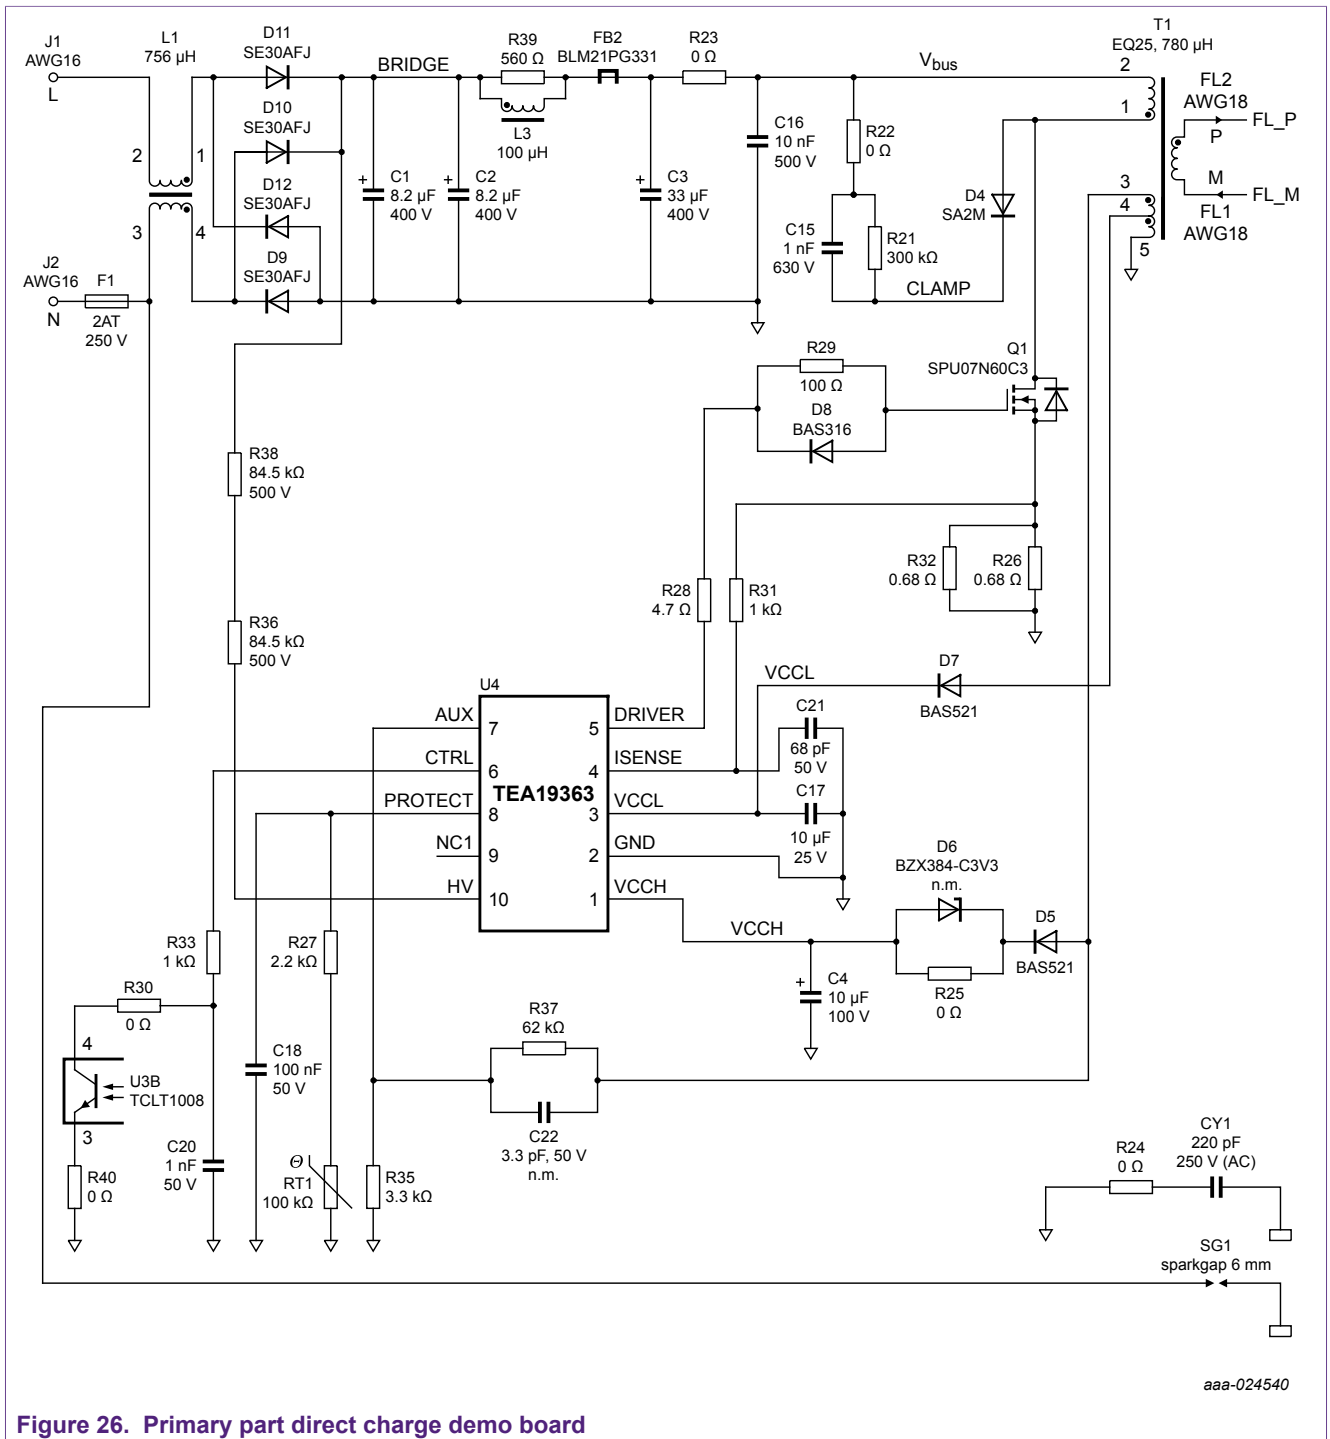 J1
AWG16
L
L1
756 µH
D11
SE30AFJ
BRIDGE
R39
560 Ω
FB2
BLM21PG331
R23
0 Ω
Vbus
T1
EQ25, 780 µH
2
1
FL2
AWG18
FL_P
P
M
FL_M
FL1
AWG18
3
4
5
D10
SE30AFJ
L3
100 µH
C16
10 nF
500 V
R22
0 Ω
2
1
3
4
D12
SE30AFJ
C1
8.2 µF
400 V
C2
8.2 µF
400 V
C3
33 µF
400 V
D4
SA2M
C15
1 nF
630 V
R21
300 kΩ
CLAMP
J2
AWG16
N
F1
2AT
250 V
D9
SE30AFJ
R29
100 Ω
D8
BAS316
Q1
SPU07N60C3
R38
84.5 kΩ
500 V
R36
84.5 kΩ
500 V
R28
4.7 Ω
R31
1 kΩ
R32
0.68 Ω
R26
0.68 Ω
VCCL
D7
BAS521
U4
TEA19363
AUX
7
CTRL
6
PROTECT
8
NC1
9
HV
10
5
DRIVER
4
ISENSE
3
VCCL
2
GND
1
VCCH
C21
68 pF
50 V
C17
10 µF
25 V
D6
BZX384-C3V3
n.m.
VCCH
D5
BAS521
R25
0 Ω
C4
10 µF
100 V
R33
1 kΩ
R27
2.2 kΩ
R30
0 Ω
R37
62 kΩ
C22
3.3 pF, 50 V
n.m.
4
U3B
TCLT1008
3
C18
100 nF
50 V
R40
0 Ω
C20
1 nF
50 V
Θ
RT1
100 kΩ
R35
3.3 kΩ
R24
0 Ω
CY1
220 pF
250 V (AC)
SG1
sparkgap 6 mm
aaa-024540
Figure 26. Primary part direct charge demo board